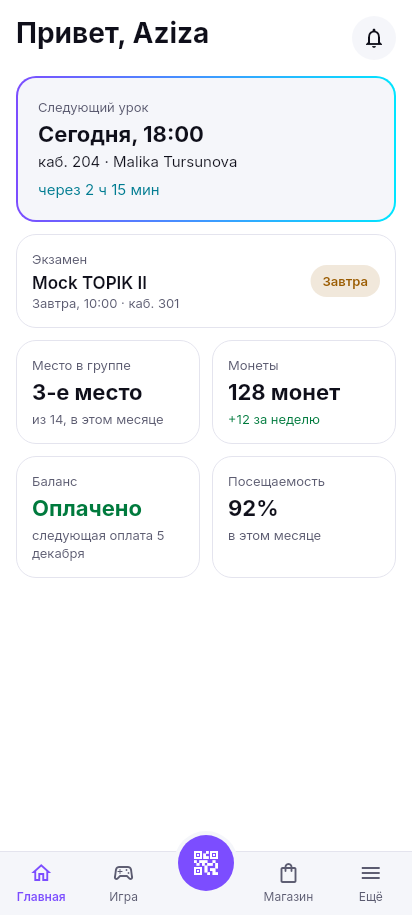 Привет, Aziza
Следующий урок
Сегодня, 18:00
каб. 204 · Malika Tursunova
через 2 ч 15 мин
Экзамен
Mock TOPIK II
Завтра, 10:00 · каб. 301
Завтра
Место в группе
3-е место
из 14, в этом месяце
Монеты
128 монет
+12 за неделю
Баланс
Оплачено
следующая оплата 5
декабря
Посещаемость
92%
в этом месяце
Главная
Игра
Магазин
Ещё